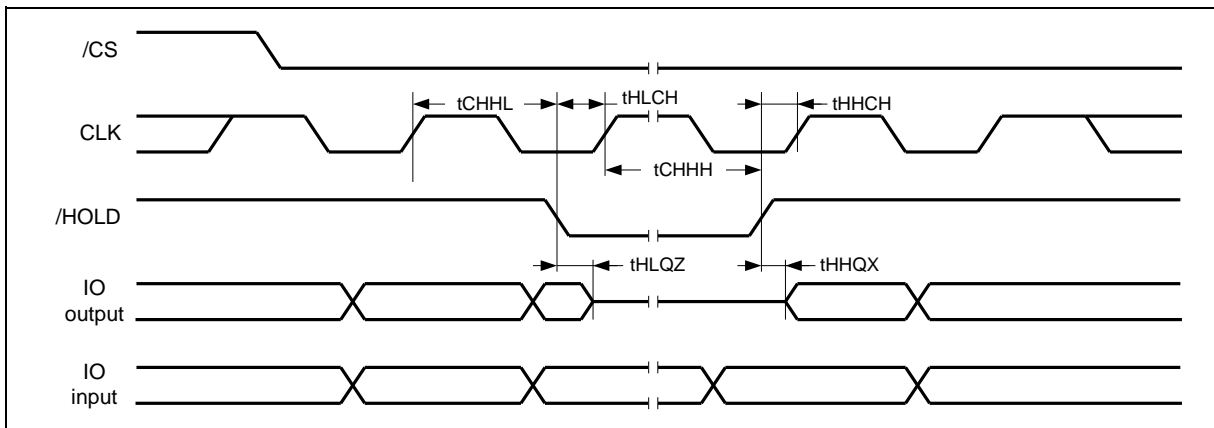 /CS
tCHHL
tHLCH
tHHCH
CLK
tCHHH
/HOLD
tHLQZ
tHHQX
IO
output
IO
input